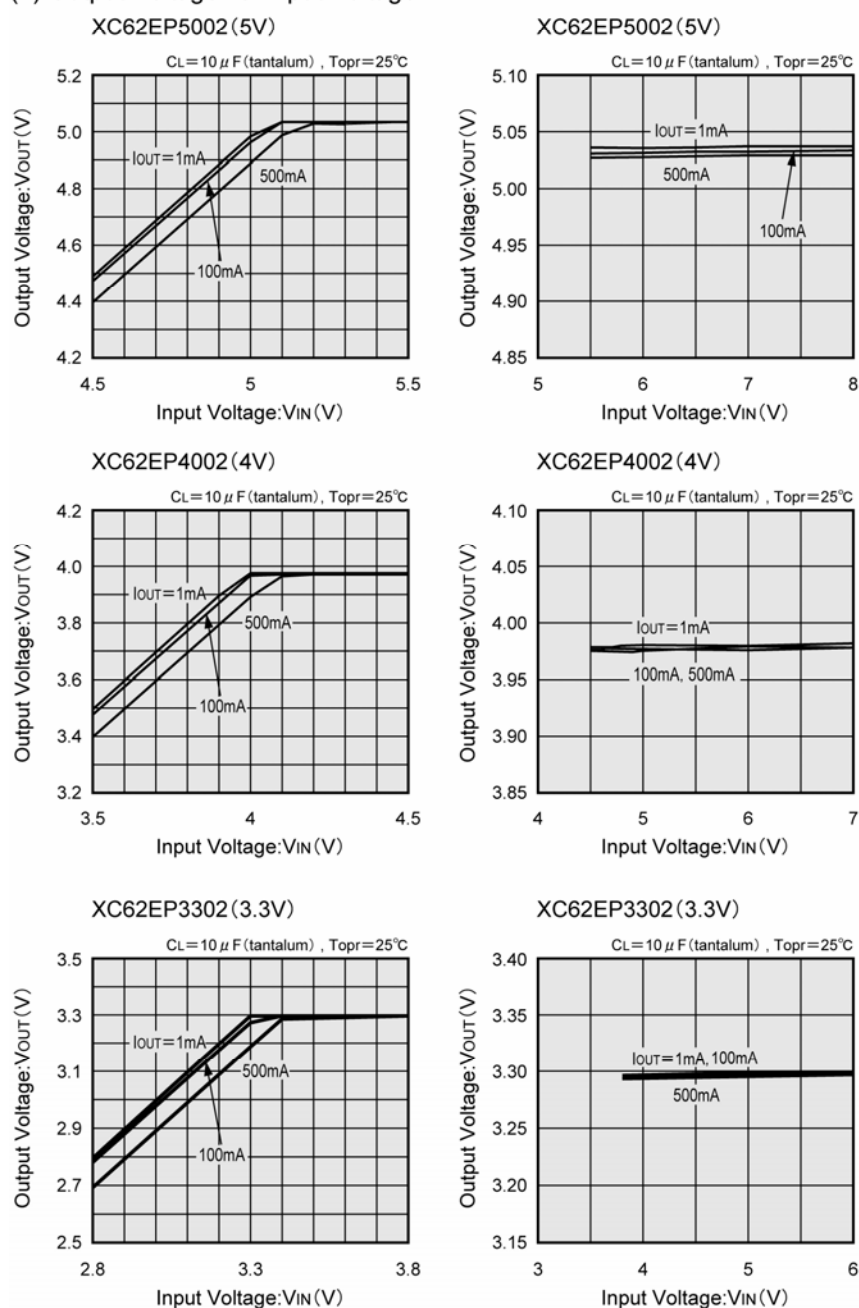 XC62EP5002(5V)
CL=10μF(tantalum), Topr=25℃
Output Voltage:VOUT(V)
5.2
5.0
4.8
4.6
4.4
4.2
IOUT=1mA
500mA
100mA
4.5 5 5.5
Input Voltage:VIN(V)
XC62EP5002(5V)
CL=10μF(tantalum), Topr=25℃
Output Voltage:VOUT(V)
5.10
5.05
5.00
4.95
4.90
4.85
IOUT=1mA
500mA
100mA
5 6 7 8
Input Voltage:VIN(V)
XC62EP4002(4V)
CL=10μF(tantalum), Topr=25℃
Output Voltage:VOUT(V)
4.2
4.0
3.8
3.6
3.4
3.2
IOUT=1mA
500mA
100mA
3.5 4 4.5
Input Voltage:VIN(V)
XC62EP4002(4V)
CL=10μF(tantalum), Topr=25℃
Output Voltage:VOUT(V)
4.10
4.05
4.00
3.95
3.90
3.85
IOUT=1mA
100mA, 500mA
4 5 6 7
Input Voltage:VIN(V)
XC62EP3302(3.3V)
CL=10μF(tantalum), Topr=25℃
Output Voltage:VOUT(V)
3.5
3.3
3.1
2.9
2.7
2.5
IOUT=1mA
500mA
100mA
2.8 3.3 3.8
Input Voltage:VIN(V)
XC62EP3302(3.3V)
CL=10μF(tantalum), Topr=25℃
Output Voltage:VOUT(V)
3.40
3.35
3.30
3.25
3.20
3.15
IOUT=1mA, 100mA
500mA
3 4 5 6
Input Voltage:VIN(V)